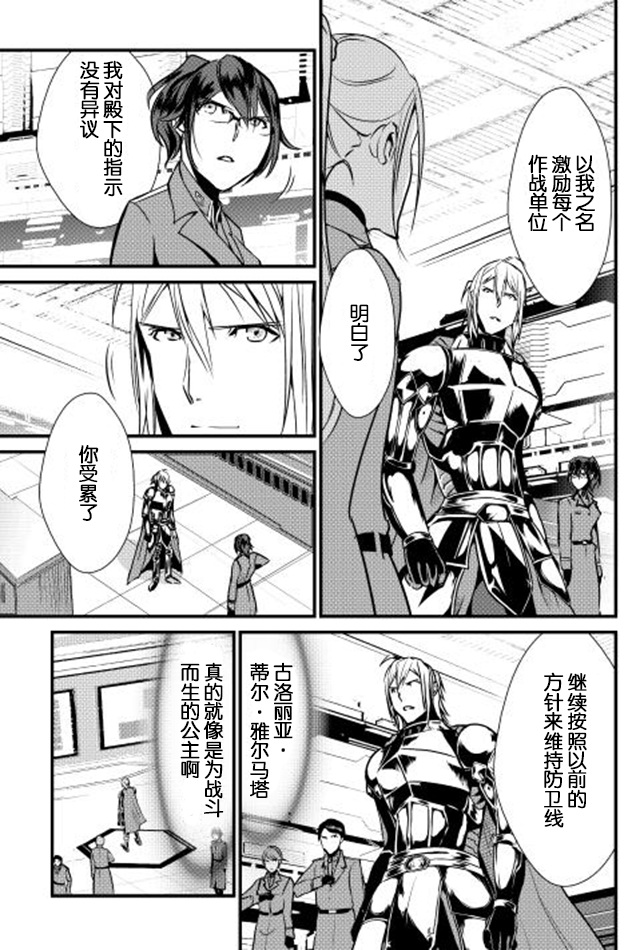 以我之名
激励每个
作战单位
明白了
我对殿下的指示
没有异议
你受累了
继续按照以前的
方针来维持防卫线
古洛丽亚·
蒂尔·雅尔马塔
真的就像是为战斗
而生的公主啊